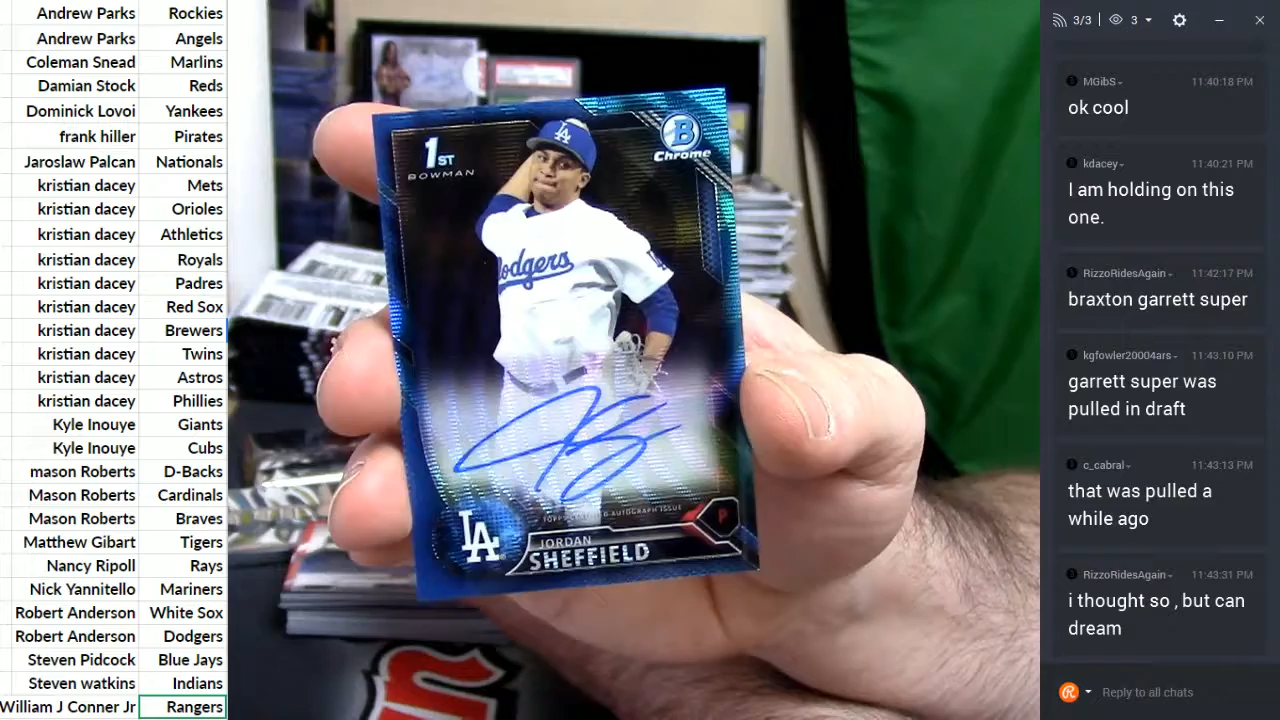 Andrew Parks Rockies
Andrew Parks Angels
Coleman Snead Marlins
Damian Stock Reds
Dominick Lovoi Yankees
frank hiller Pirates
Jaroslaw Palcan Nationals
kristian dacey Mets
kristian dacey Orioles
kristian dacey Athletics
kristian dacey Royals
kristian dacey Padres
kristian dacey Red Sox
kristian dacey Brewers
kristian dacey Twins
kristian dacey Astros
kristian dacey Phillies
Kyle Inouye Giants
Kyle Inouye Cubs
mason Roberts D-Backs
Mason Roberts Cardinals
Mason Roberts Braves
Matthew Gibart Tigers
Nancy Ripoll Rays
Nick Yannitello Mariners
Robert Anderson White Sox
Robert Anderson Dodgers
Steven Pidcock Blue Jays
Steven watkins Indians
William J Conner Jr Rangers
1ST
BOWMAN
B
Chrome
LA
Dodgers
TOPPS CERTIFIED AUTOGRAPH ISSUE
P
LA
JORDAN
SHEFFIELD
3/3 3
MGibS 11:40:18 PM
ok cool
kdacey 11:40:21 PM
I am holding on this
one.
RizzoRidesAgain 11:42:17 PM
braxton garrett super
kgfowler20004ars 11:43:10 PM
garrett super was
pulled in draft
c_cabral 11:43:13 PM
that was pulled a
while ago
RizzoRidesAgain 11:43:31 PM
i thought so , but can
dream
Reply to all chats